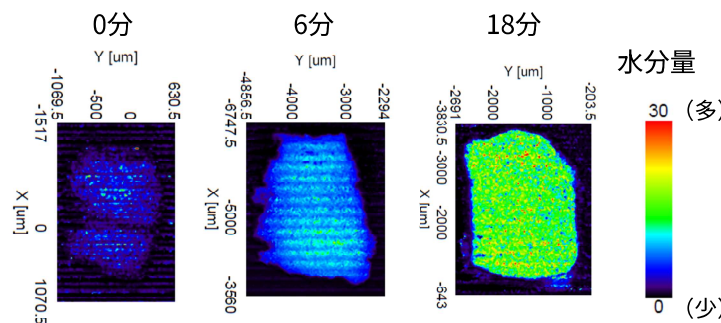 0分
Y [um]
-1069.5
-500
0
630.5
-1517
X [um]
0
1070.5
6分
Y [um]
-4856.5
-4000
-3000
-2294
-6747.5
X [um]
-5000
-3560
18分
Y [um]
-2691
-2000
-1000
-203.5
-3830.5
-3000
X [um]
-2000
-643
水分量
30
(多)
0
(少)